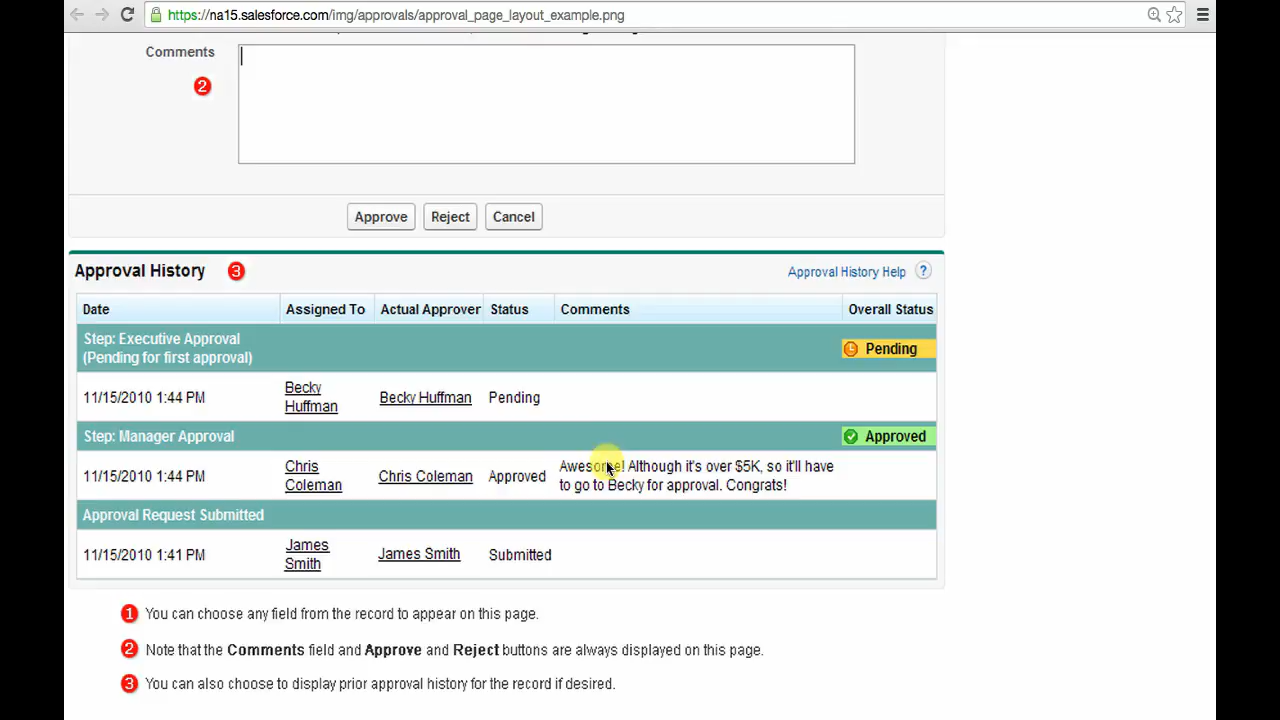 https://na15.salesforce.com/img/approvals/approval_page_layout_example.png
Comments
2
Approve Reject Cancel
Approval History 3 Approval History Help ?
Date Assigned To Actual Approver Status Comments Overall Status
Step: Executive Approval
(Pending for first approval)
Pending
11/15/2010 1:44 PM Becky Huffman Becky Huffman Pending
Step: Manager Approval Approved
11/15/2010 1:44 PM Chris Coleman Chris Coleman Approved Awesome! Although it's over $5K, so it'll have
to go to Becky for approval. Congrats!
Approval Request Submitted
11/15/2010 1:41 PM James Smith James Smith Submitted
1 You can choose any field from the record to appear on this page.
2 Note that the Comments field and Approve and Reject buttons are always displayed on this page.
3 You can also choose to display prior approval history for the record if desired.